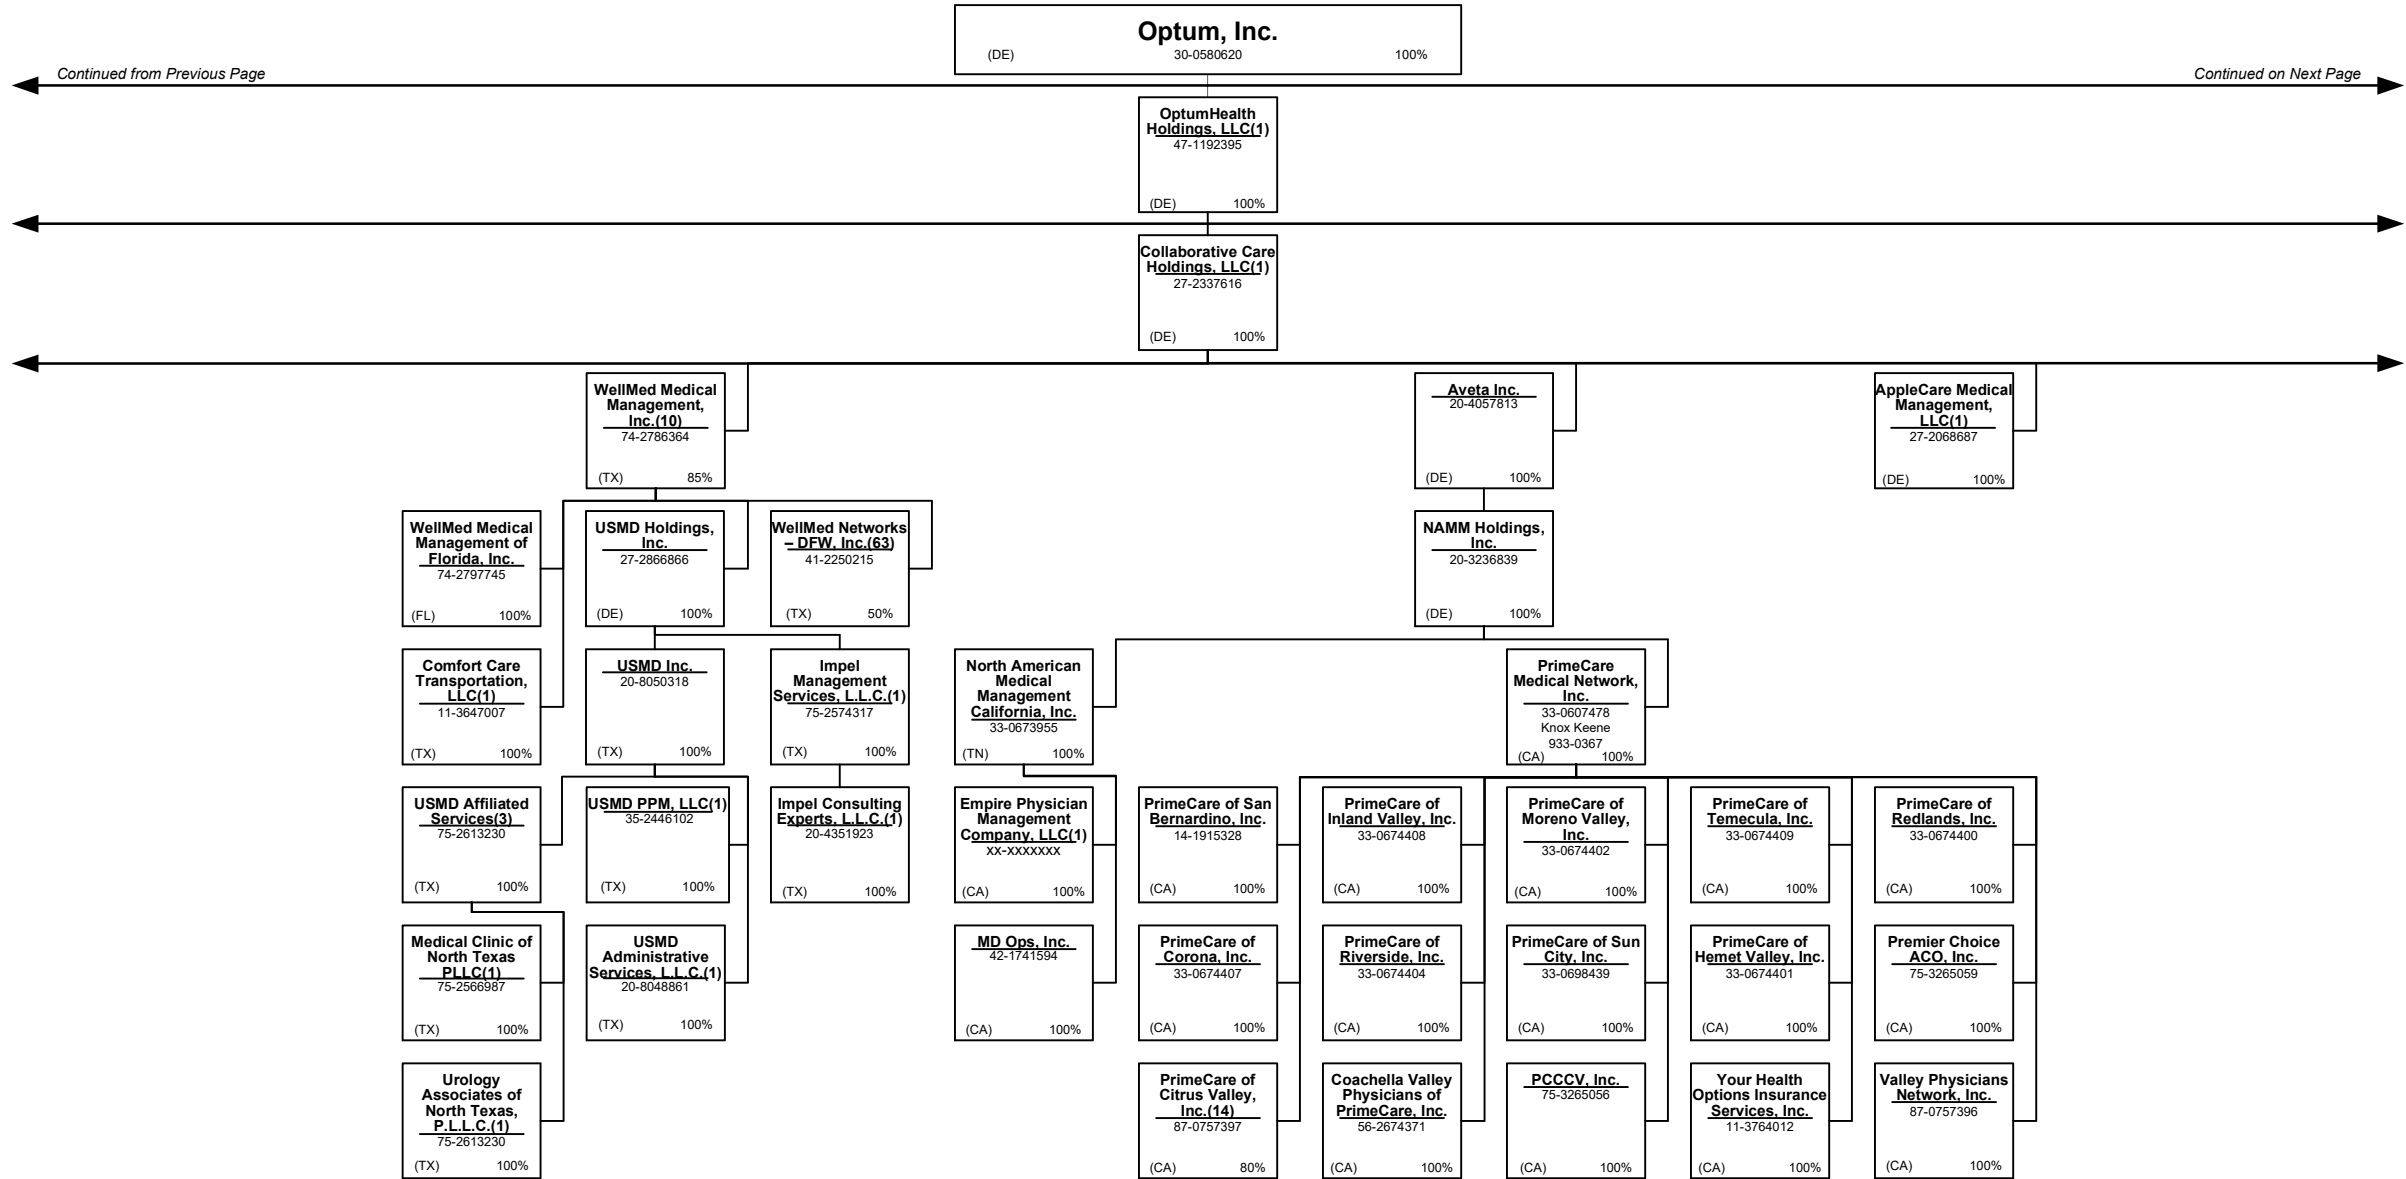 Optum, Inc.
(DE) 30-0580620 100%
Continued from Previous Page
Continued on Next Page
OptumHealth
Holdings, LLC(1)
47-1192395
(DE) 100%
Collaborative Care
Holdings, LLC(1)
27-2337616
(DE) 100%
WellMed Medical
Management,
Inc.(10)
74-2786364
(TX) 85%
Aveta Inc.
20-4057813
(DE) 100%
AppleCare Medical
Management,
LLC(1)
27-2068687
(DE) 100%
WellMed Medical
Management of
Florida, Inc.
74-2797745
(FL) 100%
USMD Holdings,
Inc.
27-2866866
(DE) 100%
WellMed Networks
– DFW, Inc.(63)
41-2250215
(TX) 50%
NAMM Holdings,
Inc.
20-3236839
(DE) 100%
Comfort Care
Transportation,
LLC(1)
11-3647007
(TX) 100%
USMD Inc.
20-8050318
(TX) 100%
Impel
Management
Services, L.L.C.(1)
75-2574317
(TX) 100%
North American
Medical
Management
California, Inc.
33-0673955
(TN) 100%
PrimeCare
Medical Network,
Inc.
33-0607478
Knox Keene
933-0367
(CA) 100%
USMD Affiliated
Services(3)
75-2613230
(TX) 100%
USMD PPM, LLC(1)
35-2446102
(TX) 100%
Impel Consulting
Experts, L.L.C.(1)
20-4351923
(TX) 100%
Empire Physician
Management
Company, LLC(1)
xx-xxxxxxx
(CA) 100%
PrimeCare of San
Bernardino, Inc.
14-1915328
(CA) 100%
PrimeCare of
Inland Valley, Inc.
33-0674408
(CA) 100%
PrimeCare of
Moreno Valley,
Inc.
33-0674402
(CA) 100%
PrimeCare of
Temecula, Inc.
33-0674409
(CA) 100%
PrimeCare of
Redlands, Inc.
33-0674400
(CA) 100%
Medical Clinic of
North Texas
PLLC(1)
75-2566987
(TX) 100%
USMD
Administrative
Services, L.L.C.(1)
20-8048861
(TX) 100%
MD Ops, Inc.
42-1741594
(CA) 100%
PrimeCare of
Corona, Inc.
33-0674407
(CA) 100%
PrimeCare of
Riverside, Inc.
33-0674404
(CA) 100%
PrimeCare of Sun
City, Inc.
33-0698439
(CA) 100%
PrimeCare of
Hemet Valley, Inc.
33-0674401
(CA) 100%
Premier Choice
ACO, Inc.
75-3265059
(CA) 100%
Urology
Associates of
North Texas,
P.L.L.C.(1)
75-2613230
(TX) 100%
PrimeCare of
Citrus Valley,
Inc.(14)
87-0757397
(CA) 80%
Coachella Valley
Physicians of
PrimeCare, Inc.
56-2674371
(CA) 100%
PCCCV, Inc.
75-3265056
(CA) 100%
Your Health
Options Insurance
Services, Inc.
11-3764012
(CA) 100%
Valley Physicians
Network, Inc.
87-0757396
(CA) 100%